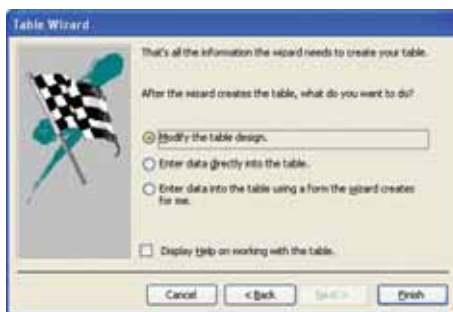 Table Wizard
That's all the information the wizard needs to create your table.
After the wizard creates the table, what do you want to do?
Modify the table design.
Enter data directly into the table.
Enter data into the table using a form the wizard creates
for me.
Display Help on working with the table.
Cancel
< Back
Next >
Finish